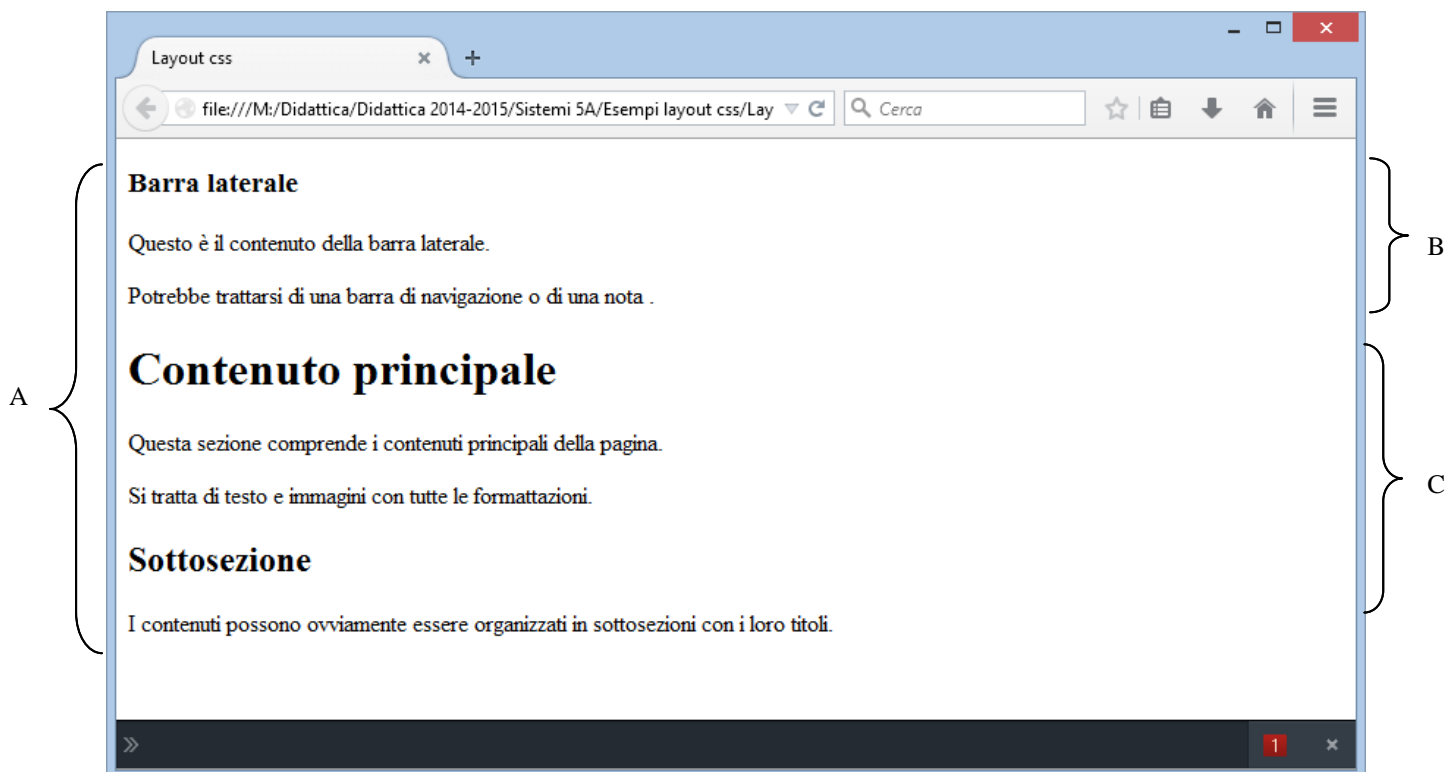 Layout css
file:///M:/Didattica/Didattica 2014-2015/Sistemi 5A/Esempi layout css/Lay
Cerca
Barra laterale
Questo è il contenuto della barra laterale.
Potrebbe trattarsi di una barra di navigazione o di una nota .
B
Contenuto principale
A
Questa sezione comprende i contenuti principali della pagina.
Si tratta di testo e immagini con tutte le formattazioni.
C
Sottosezione
I contenuti possono ovviamente essere organizzati in sottosezioni con i loro titoli.
1